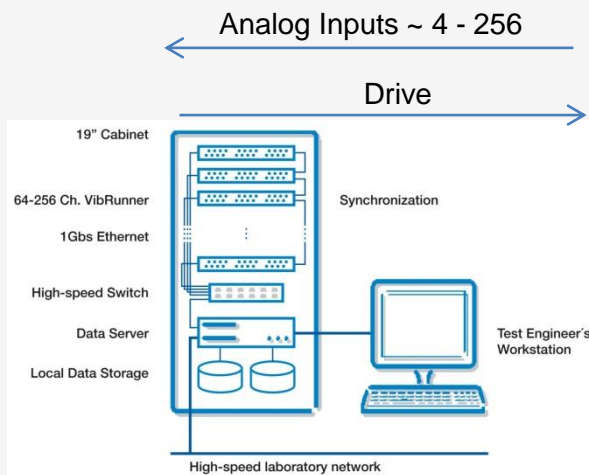 Analog Inputs ~ 4 - 256
Drive
19" Cabinet
64-256 Ch. VibRunner
Synchronization
1Gbs Ethernet
High-speed Switch
Data Server
Test Engineer´s
Workstation
Local Data Storage
High-speed laboratory network